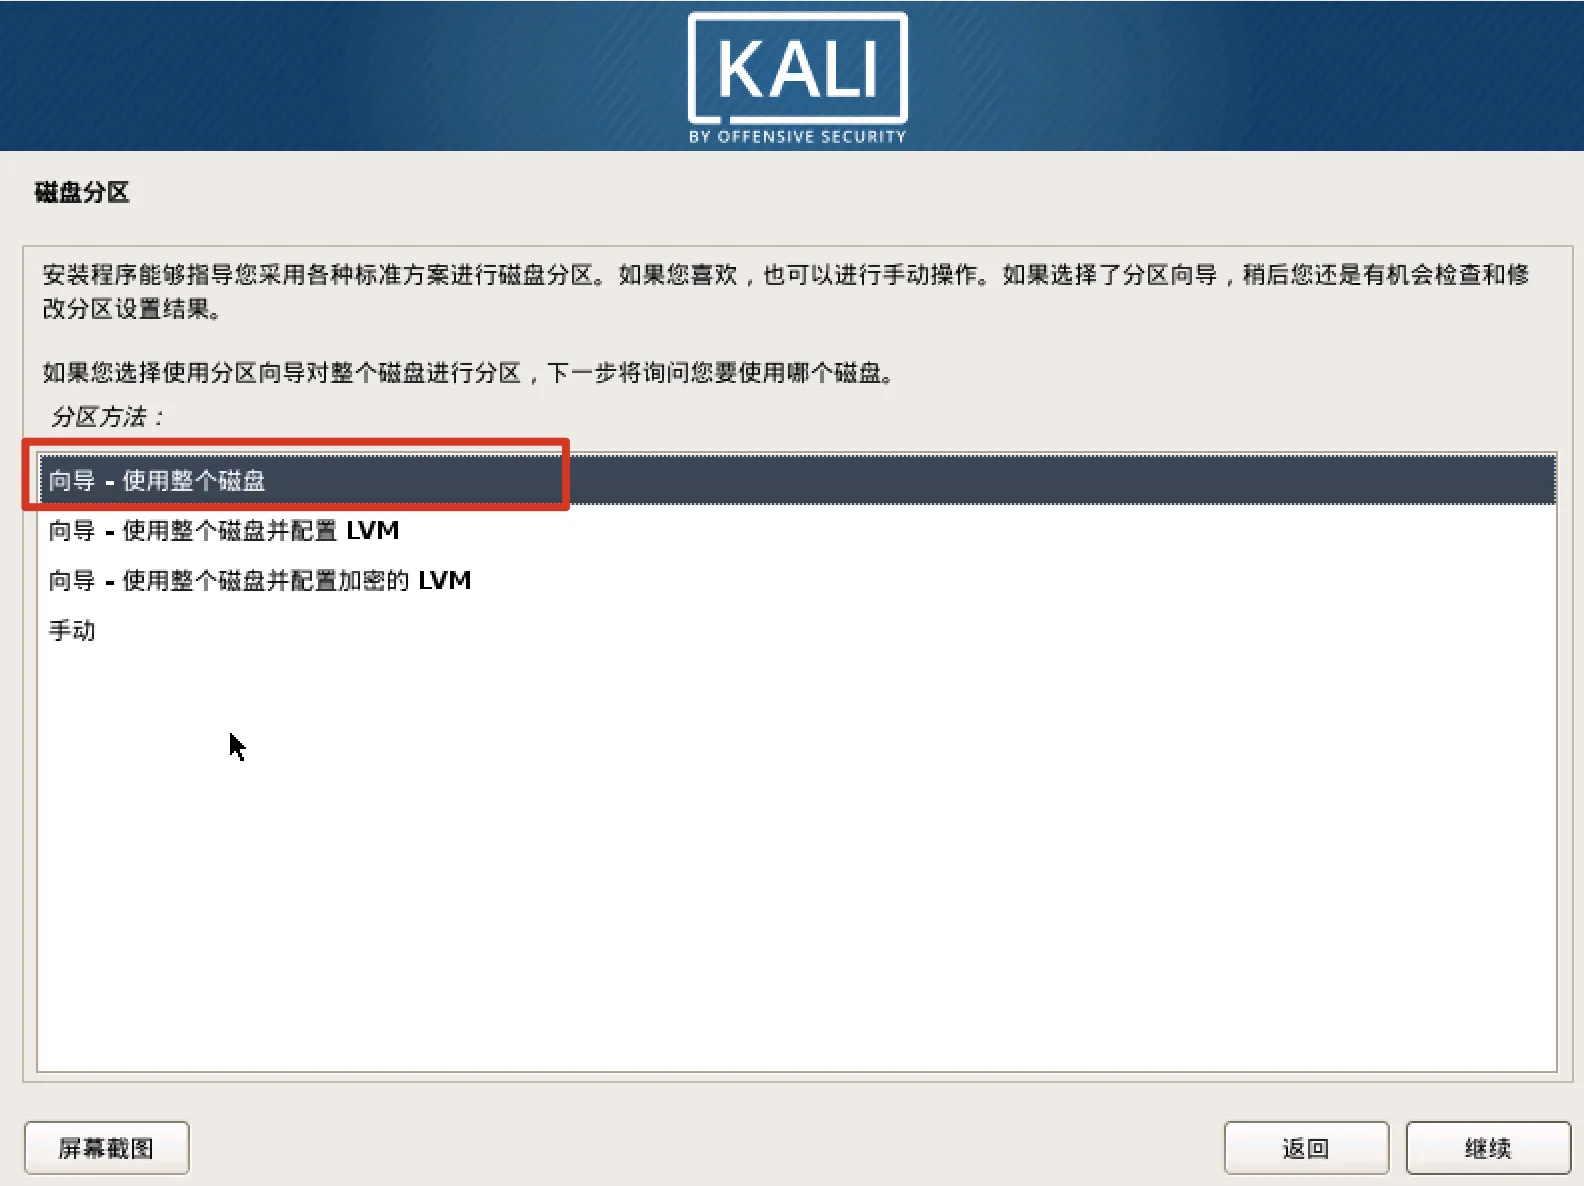 KALI
BY OFFENSIVE SECURITY
磁盘分区
安装程序能够指导您采用各种标准方案进行磁盘分区。如果您喜欢，也可以进行手动操作。如果选择了分区向导，稍后您还是有机会检查和修
改分区设置结果。
如果您选择使用分区向导对整个磁盘进行分区，下一步将询问您要使用哪个磁盘。
分区方法：
向导 - 使用整个磁盘
向导 - 使用整个磁盘并配置 LVM
向导 - 使用整个磁盘并配置加密的 LVM
手动
屏幕截图
返回
继续